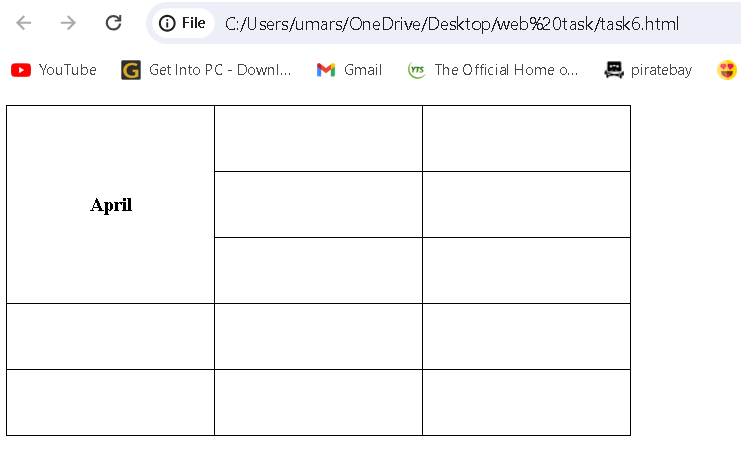 File C:/Users/umars/OneDrive/Desktop/web%20task/task6.html
YouTube G Get Into PC - Downl... Gmail YTS The Official Home o... piratebay
April